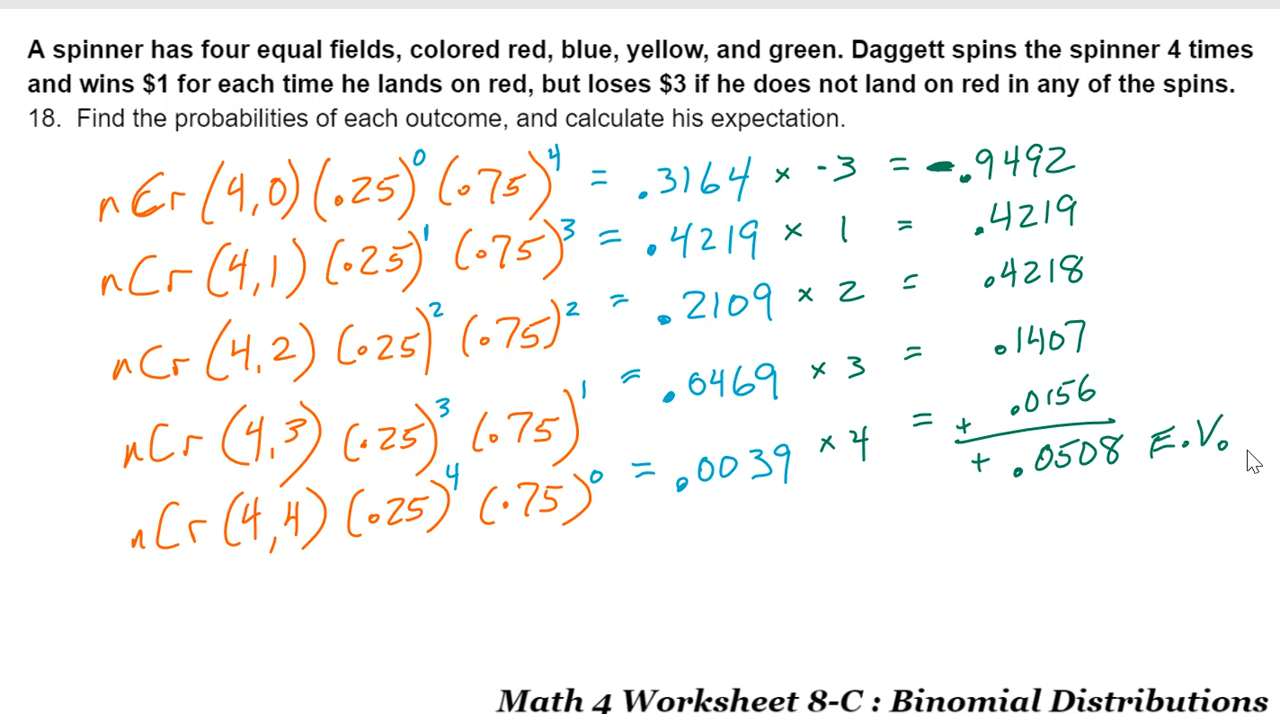 A spinner has four equal fields, colored red, blue, yellow, and green. Daggett spins the spinner 4 times
and wins $1 for each time he lands on red, but loses $3 if he does not land on red in any of the spins.
18. Find the probabilities of each outcome, and calculate his expectation.
nCr (4,0) (.25)^0 (.75)^4 = .3164 × -3 = -.9492
nCr (4,1) (.25)^1 (.75)^3 = .4219 × 1 = .4219
nCr (4,2) (.25)^2 (.75)^2 = .2109 × 2 = .4218
nCr (4,3) (.25)^3 (.75)^1 = .0469 × 3 = .1407
nCr (4,4) (.25)^4 (.75)^0 = .0039 × 4 = + .0156
+ .0508 E.V.
Math 4 Worksheet 8-C : Binomial Distributions